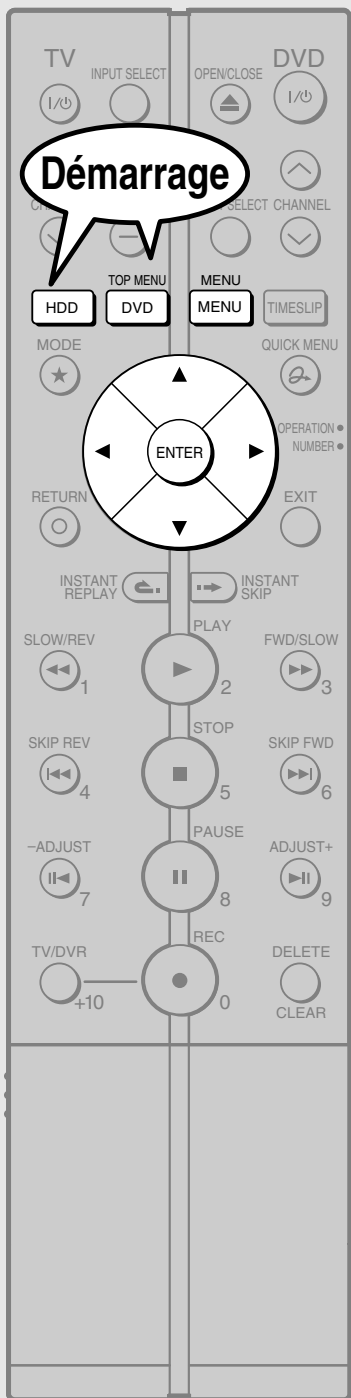 TV
DVD
INPUT SELECT
OPEN/CLOSE
I/
I/
Démarrage
SELECT
CHANNEL
TOP MENU
MENU
HDD
DVD
MENU
TIMESLIP
MODE
QUICK MENU
★
OPERATION ●
NUMBER ●
ENTER
RETURN
EXIT
INSTANT
REPLAY
INSTANT
SKIP
SLOW/REV
PLAY
FWD/SLOW
1
2
3
SKIP REV
STOP
SKIP FWD
4
5
6
–ADJUST
PAUSE
ADJUST+
7
8
9
TV/DVR
REC
DELETE
+10
0
CLEAR